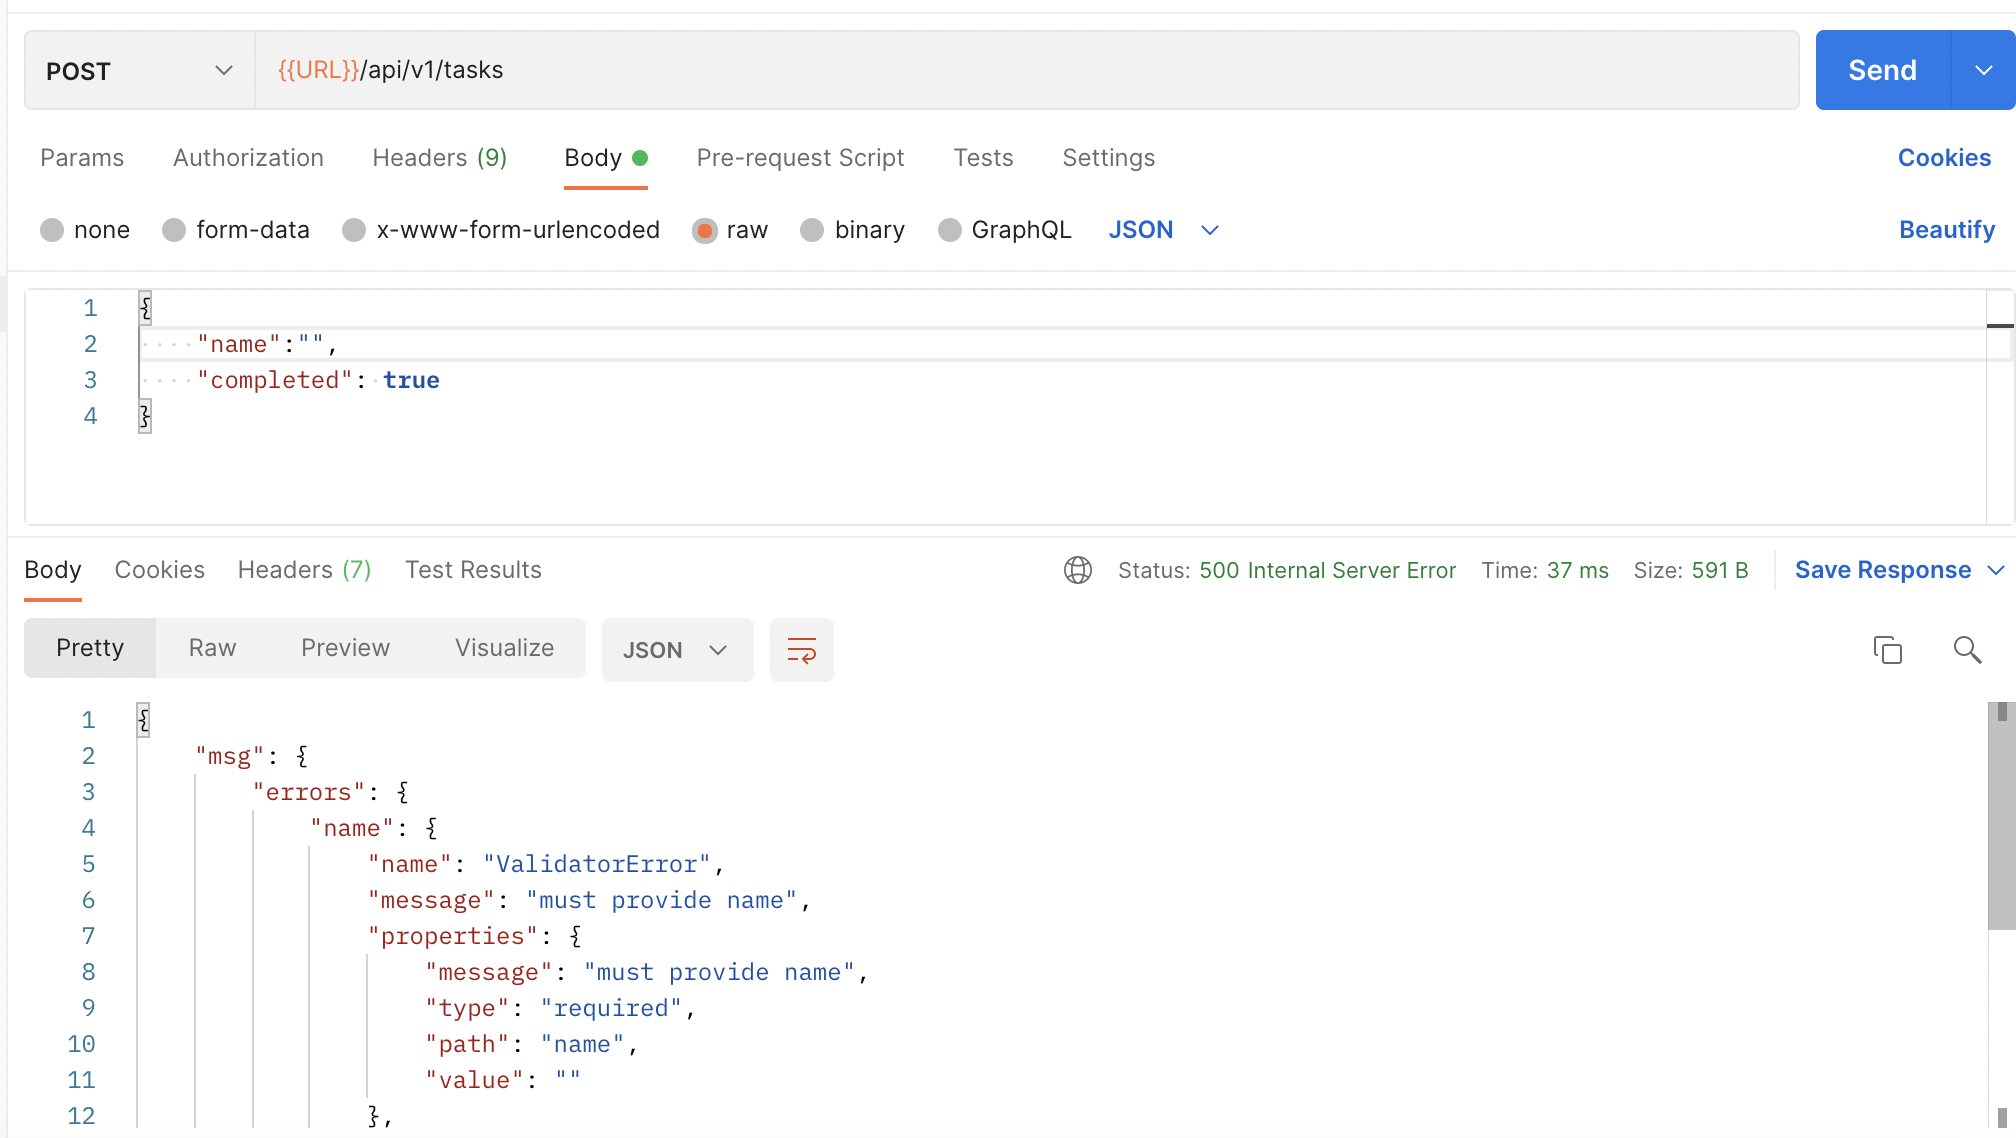 POST {{URL}}/api/v1/tasks Send
Params Authorization Headers (9) Body Pre-request Script Tests Settings Cookies
none form-data x-www-form-urlencoded raw binary GraphQL JSON Beautify
1 {
2 "name":"",
3 "completed": true
4 }
Body Cookies Headers (7) Test Results Status: 500 Internal Server Error Time: 37 ms Size: 591 B Save Response
Pretty Raw Preview Visualize JSON
1 {
2 "msg": {
3 "errors": {
4 "name": {
5 "name": "ValidatorError",
6 "message": "must provide name",
7 "properties": {
8 "message": "must provide name",
9 "type": "required",
10 "path": "name",
11 "value": ""
12 },